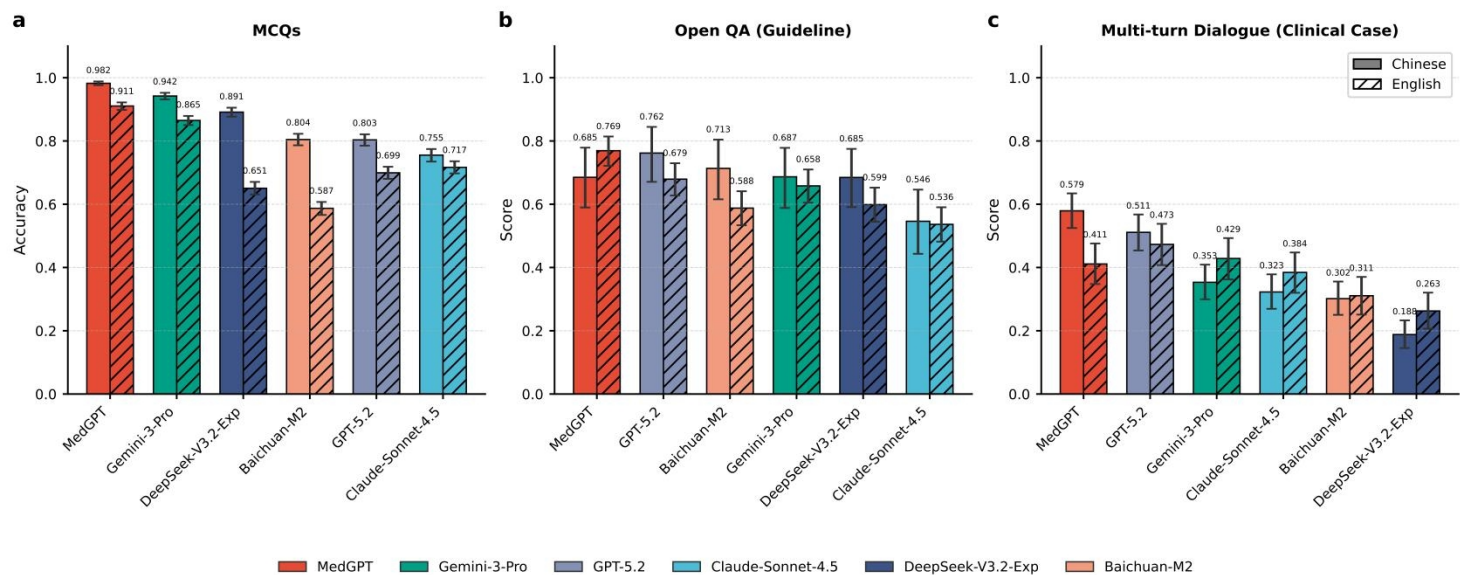 a
MCQs
Accuracy
1.0
0.8
0.6
0.4
0.2
0.0
0.982
0.911
0.942
0.865
0.891
0.651
0.804
0.587
0.803
0.699
0.755
0.717
MedGPT
Gemini-3-Pro
DeepSeek-V3.2-Exp
Baichuan-M2
GPT-5.2
Claude-Sonnet-4.5
b
Open QA (Guideline)
Score
1.0
0.8
0.6
0.4
0.2
0.0
0.685
0.769
0.762
0.679
0.713
0.588
0.687
0.658
0.685
0.599
0.546
0.536
MedGPT
GPT-5.2
Baichuan-M2
Gemini-3-Pro
DeepSeek-V3.2-Exp
Claude-Sonnet-4.5
c
Multi-turn Dialogue (Clinical Case)
Chinese
English
Score
1.0
0.8
0.6
0.4
0.2
0.0
0.579
0.411
0.511
0.473
0.353
0.429
0.323
0.384
0.302
0.311
0.188
0.263
MedGPT
GPT-5.2
Gemini-3-Pro
Claude-Sonnet-4.5
Baichuan-M2
DeepSeek-V3.2-Exp
MedGPT Gemini-3-Pro GPT-5.2 Claude-Sonnet-4.5 DeepSeek-V3.2-Exp Baichuan-M2